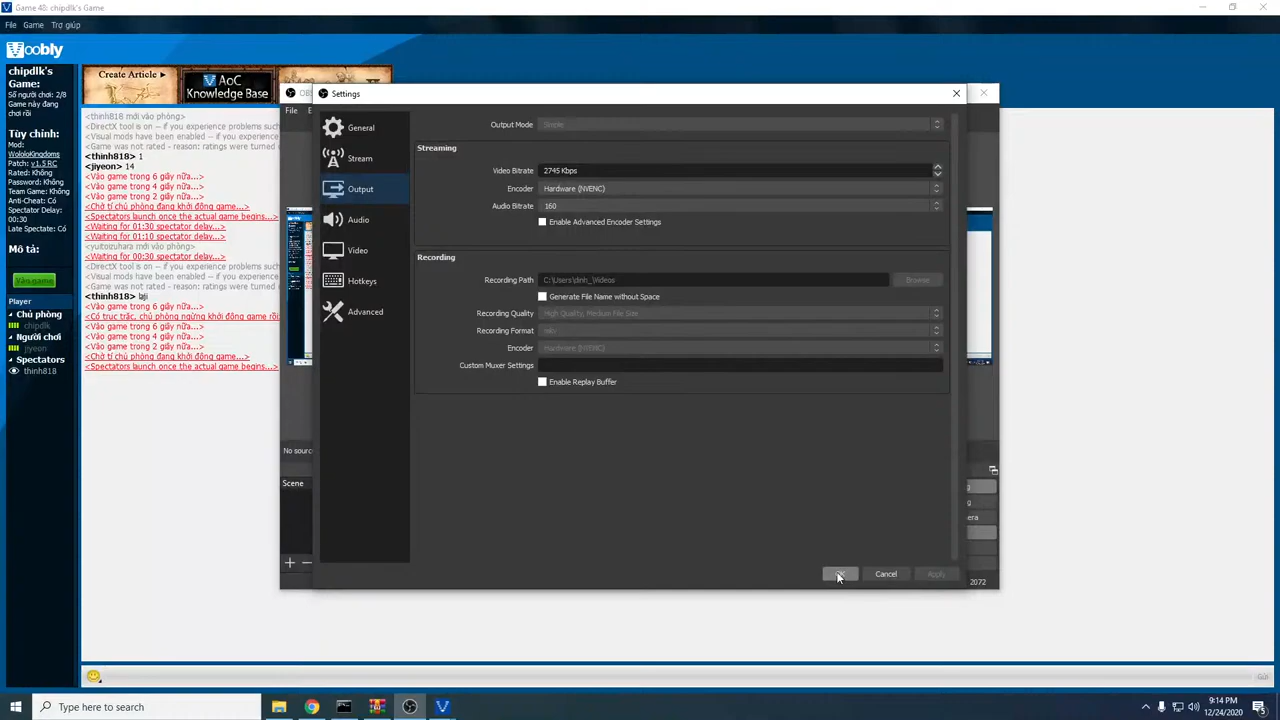 Game 48: chipdlk's Game
File Game Trợ giúp
Voobly
chipdlk's Game:
Số người chơi: 2/8
Game này đang chơi rồi
Tùy chỉnh:
Mod:
WololoKingdoms
Patch: v1.5 RC
Rated: Không
Password: Không
Team Game: Không
Anti-Cheat: Có
Spectator Delay:
00:30
Late Spectate: Có
Mô tả:
Vào game
Player
Chủ phòng
chipdlk
Người chơi
jiyeon
Spectators
thinh818
Create Article ►
AoC
Knowledge Base
<thinh818 mới vào phòng>
<DirectX tool is on -- if you experience problems such
<Visual mods have been enabled -- if you experience
<Game was not rated - reason: ratings were turned
<thinh818> 1
<jiyeon> 14
<Vào game trong 6 giây nữa...>
<Vào game trong 4 giây nữa...>
<Vào game trong 2 giây nữa...>
<Chờ tí chủ phòng đang khởi động game...>
<Spectators launch once the actual game begins...>
<Waiting for 01:30 spectator delay...>
<Waiting for 01:10 spectator delay...>
<yuitoizuhara mới vào phòng>
<Waiting for 00:30 spectator delay...>
<DirectX tool is on -- if you experience problems such
<Visual mods have been enabled -- if you experience
<Game was not rated - reason: ratings were turned
<thinh818> lại
<Vào game trong 6 giây nữa...>
<Có trục trặc, chủ phòng ngừng khởi động game rồi
<Vào game trong 4 giây nữa...>
<Vào game trong 2 giây nữa...>
<Chờ tí chủ phòng đang khởi động game...>
<Spectators launch once the actual game begins...>
OBS
File
No sourc
Scene
era
2072
Settings
General
Stream
Output
Audio
Video
Hotkeys
Advanced
Output Mode Simple
Streaming
Video Bitrate 2745 Kbps
Encoder Hardware (NVENC)
Audio Bitrate 160
Enable Advanced Encoder Settings
Recording
Recording Path C:\Users\dinh_\Videos Browse
Generate File Name without Space
Recording Quality High Quality, Medium File Size
Recording Format mkv
Encoder Hardware (NVENC)
Custom Muxer Settings
Enable Replay Buffer
OK Cancel Apply
Gửi
Type here to search
9:14 PM
12/24/2020
5